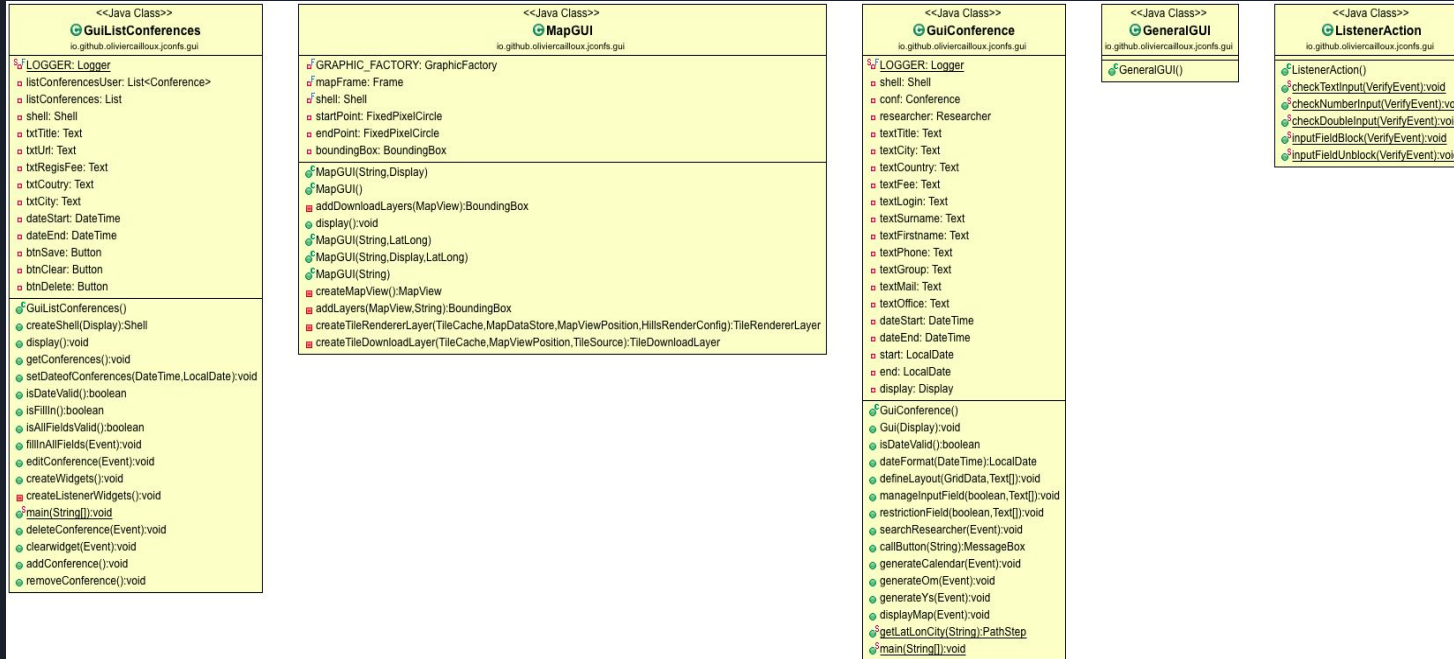 <<Java Class>>
GuiListConferences
io.github.oliviercailloux.jconfs.gui
LOGGER: Logger
listConferencesUser: List<Conference>
listConferences: List
shell: Shell
txtTitle: Text
txtUrl: Text
txtRegisFee: Text
txtCoutry: Text
txtCity: Text
dateStart: DateTime
dateEnd: DateTime
btnSave: Button
btnClear: Button
btnDelete: Button
GuiListConferences()
createShell(Display):Shell
display():void
getConferences():void
setDateofConferences(DateTime,LocalDate):void
isDateValid():boolean
isFillIn():boolean
isAllFieldsValid():boolean
fillInAllFields(Event):void
editConference(Event):void
createWidgets():void
createListenerWidgets():void
main(String[]):void
deleteConference(Event):void
clearwidget(Event):void
addConference():void
removeConference():void
<<Java Class>>
MapGUI
io.github.oliviercailloux.jconfs.gui
GRAPHIC_FACTORY: GraphicFactory
mapFrame: Frame
shell: Shell
startPoint: FixedPixelCircle
endPoint: FixedPixelCircle
boundingBox: BoundingBox
MapGUI(String,Display)
MapGUI()
addDownloadLayers(MapView):BoundingBox
display():void
MapGUI(String,LatLong)
MapGUI(String,Display,LatLong)
MapGUI(String)
createMapView():MapView
addLayers(MapView,String):BoundingBox
createTileRendererLayer(TileCache,MapDataStore,MapViewPosition,HillsRenderConfig):TileRendererLayer
createTileDownloadLayer(TileCache,MapViewPosition,TileSource):TileDownloadLayer
<<Java Class>>
GuiConference
io.github.oliviercailloux.jconfs.gui
LOGGER: Logger
shell: Shell
conf: Conference
researcher: Researcher
textTitle: Text
textCity: Text
textCountry: Text
textFee: Text
textLogin: Text
textSurname: Text
textFirstname: Text
textPhone: Text
textGroup: Text
textMail: Text
textOffice: Text
dateStart: DateTime
dateEnd: DateTime
start: LocalDate
end: LocalDate
display: Display
GuiConference()
Gui(Display):void
isDateValid():boolean
dateFormat(DateTime):LocalDate
defineLayout(GridData,Text[]):void
manageInputField(boolean,Text[]):void
restrictionField(boolean,Text[]):void
searchResearcher(Event):void
callButton(String):MessageBox
generateCalendar(Event):void
generateOm(Event):void
generateYs(Event):void
displayMap(Event):void
getLatLonCity(String):PathStep
main(String[]):void
<<Java Class>>
GeneralGUI
io.github.oliviercailloux.jconfs.gui
GeneralGUI()
<<Java Class>>
ListenerAction
io.github.oliviercailloux.jconfs.gui
ListenerAction()
checkTextInput(VerifyEvent):void
checkNumberInput(VerifyEvent):vo
checkDoubleInput(VerifyEvent):voi
inputFieldBlock(VerifyEvent):void
inputFieldUnblock(VerifyEvent):voi